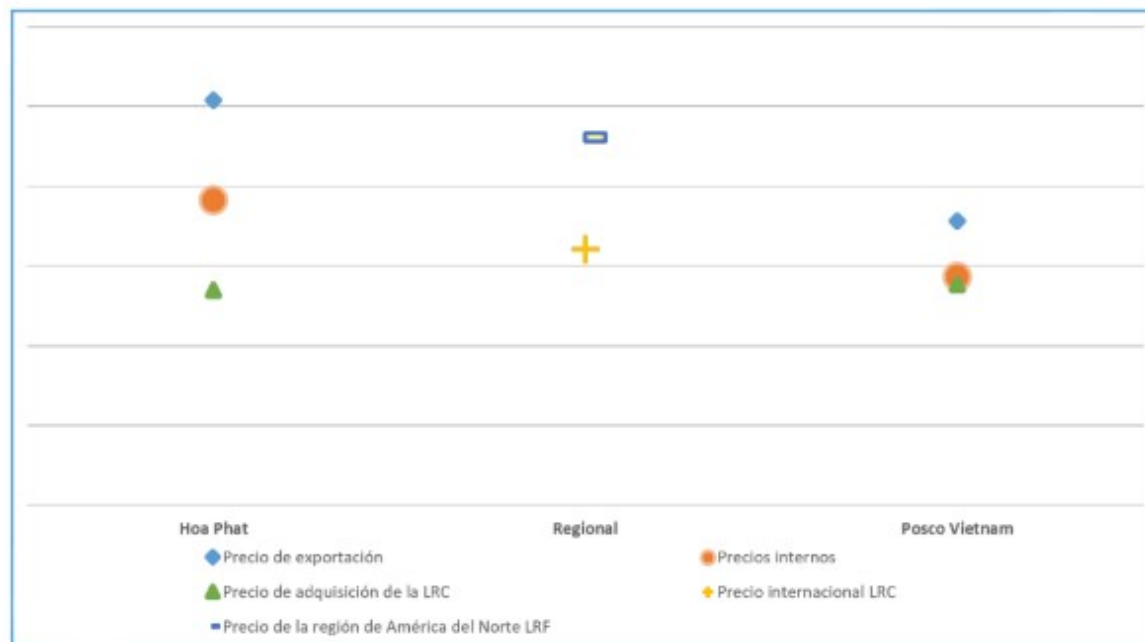 Hoa Phat Regional Posco Vietnam
Precio de exportación Precios internos
Precio de adquisición de la LRC Precio internacional LRC
Precio de la región de América del Norte LRF